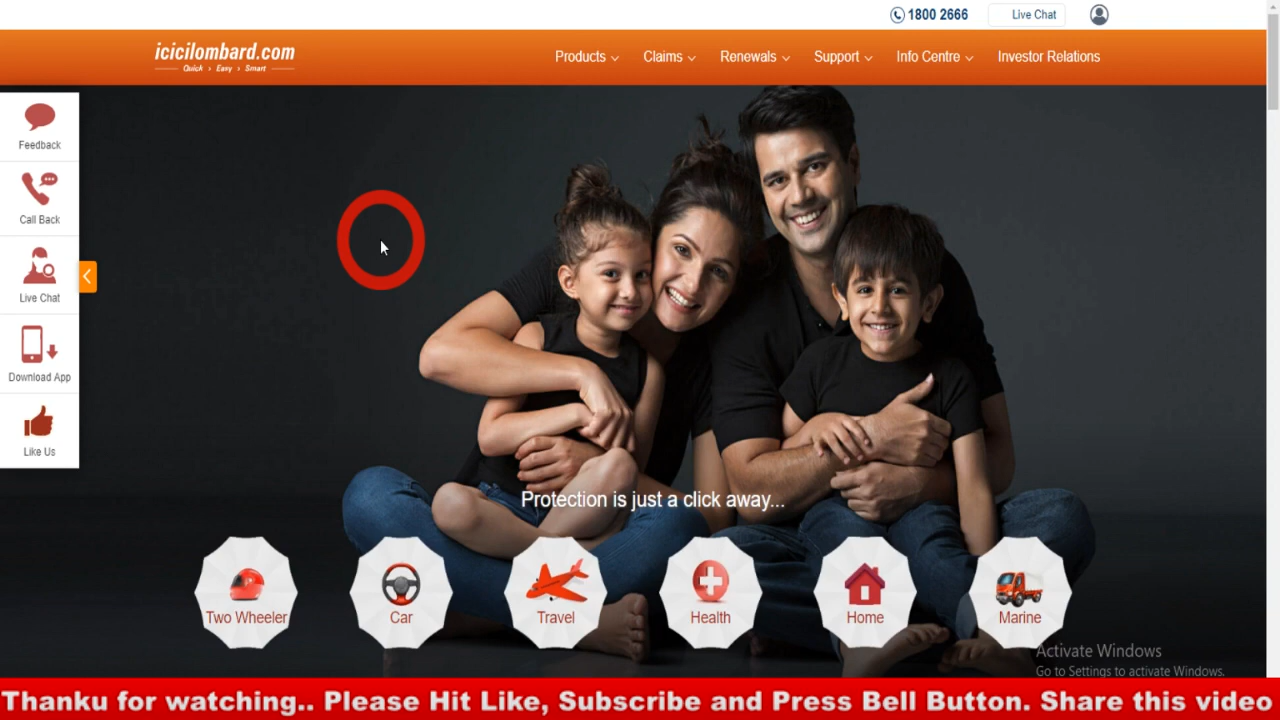 1800 2666
Live Chat
icicilombard.com
Quick › Easy › Smart
Products
Claims
Renewals
Support
Info Centre
Investor Relations
Feedback
Call Back
Live Chat
Download App
Like Us
Protection is just a click away...
Two Wheeler
Car
Travel
Health
Home
Marine
Activate Windows
Go to Settings to activate Windows.
Thanku for watching.. Please Hit Like, Subscribe and Press Bell Button. Share this video